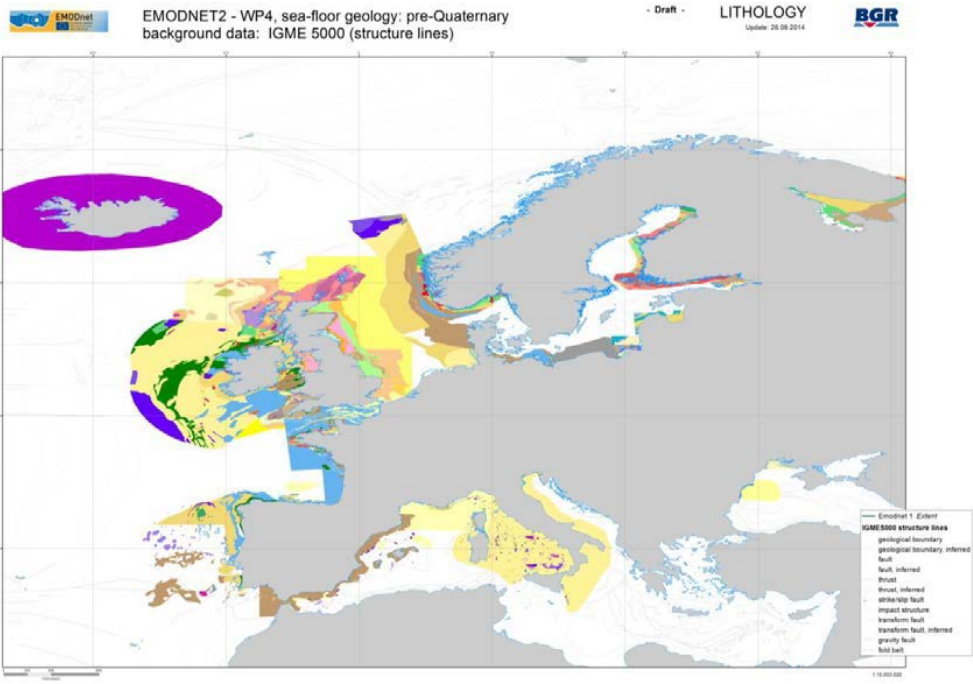 EMODnet
EMODNET2 - WP4, sea-floor geology: pre-Quaternary
background data: IGME 5000 (structure lines)
- Draft -
LITHOLOGY
Update: 26.09.2014
BGR
Emodnet 1 Extent
IGME5000 structure lines
geological boundary
geological boundary, inferred
fault
fault, inferred
thrust
thrust, inferred
strike/slip fault
impact structure
transform fault
transform fault, inferred
gravity fault
fold belt